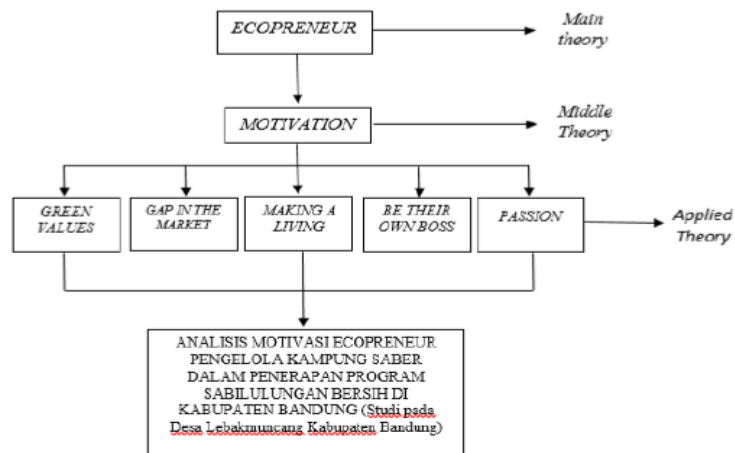 ECOPRENEUR
Main
theory
MOTIVATION
Middle
Theory
GREEN
VALUES
GAP IN THE
MARKET
MAKING A
LIVING
BE THEIR
OWN BOSS
PASSION
Applied
Theory
ANALISIS MOTIVASI ECOPRENEUR
PENGELOLA KAMPUNG SABER
DALAM PENERAPAN PROGRAM
SABILULUNGAN BERSIH DI
KABUPATEN BANDUNG (Studi pada
Desa Lebakmuncang Kabupaten Bandung)